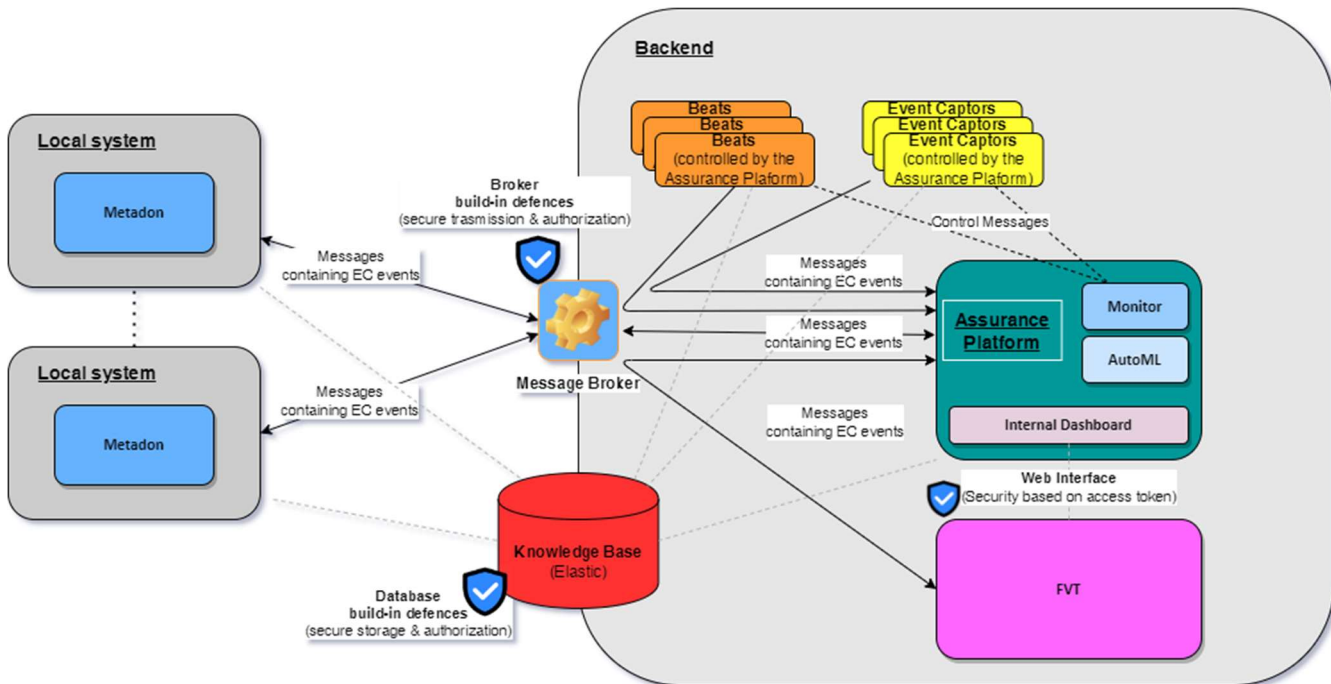 Backend
Beats
Beats
Beats
(controlled by the
Assurance Plaform)
Event Captors
Event Captors
Event Captors
(controlled by the
Assurance Plaform)
Local system
Metadon
Broker
build-in defences
(secure trasmission & authorization)
Control Messages
Messages
containing EC events
Messages
containing EC events
Monitor
Assurance
Platform
AutoML
Messages
containing EC events
Message Broker
Local system
Metadon
Messages
containing EC events
Messages
containing EC events
Internal Dashboard
Web Interface
(Security based on access token)
Knowledge Base
(Elastic)
Database
build-in defences
(secure storage & authorization)
FVT